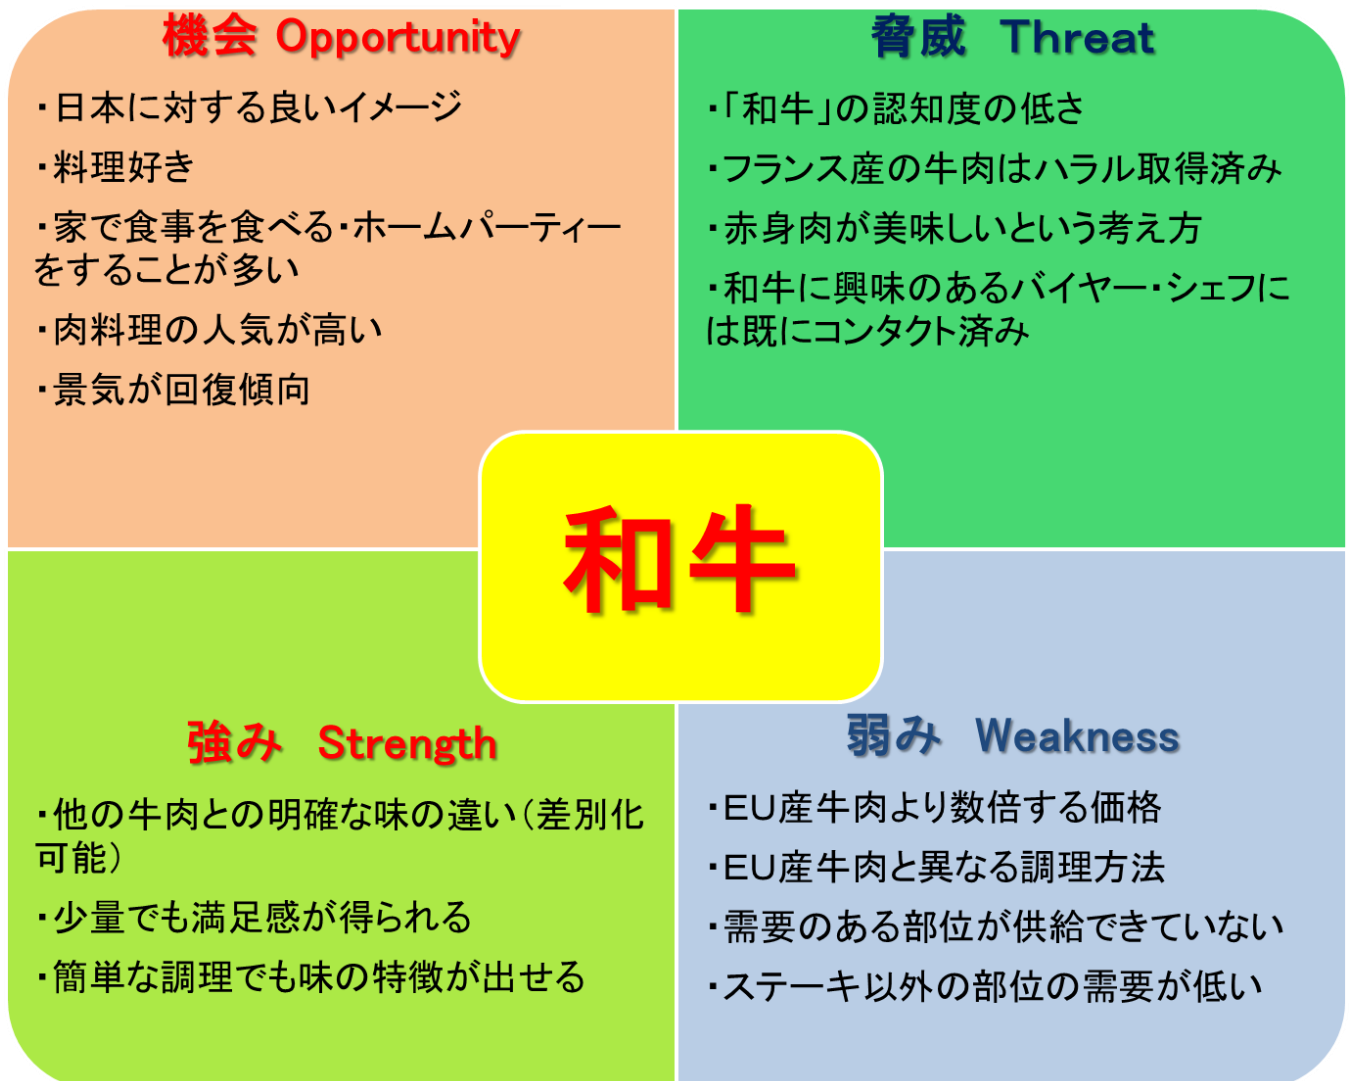 機会 Opportunity
・日本に対する良いイメージ
・料理好き
・家で食事を食べる・ホームパーティー
をすることが多い
・肉料理の人気が高い
・景気が回復傾向
脅威　Threat
・「和牛」の認知度の低さ
・フランス産の牛肉はハラル取得済み
・赤身肉が美味しいという考え方
・和牛に興味のあるバイヤー・シェフに
は既にコンタクト済み
和牛
強み　Strength
・他の牛肉との明確な味の違い（差別化
可能）
・少量でも満足感が得られる
・簡単な調理でも味の特徴が出せる
弱み　Weakness
・ＥＵ産牛肉より数倍する価格
・ＥＵ産牛肉と異なる調理方法
・需要のある部位が供給できていない
・ステーキ以外の部位の需要が低い